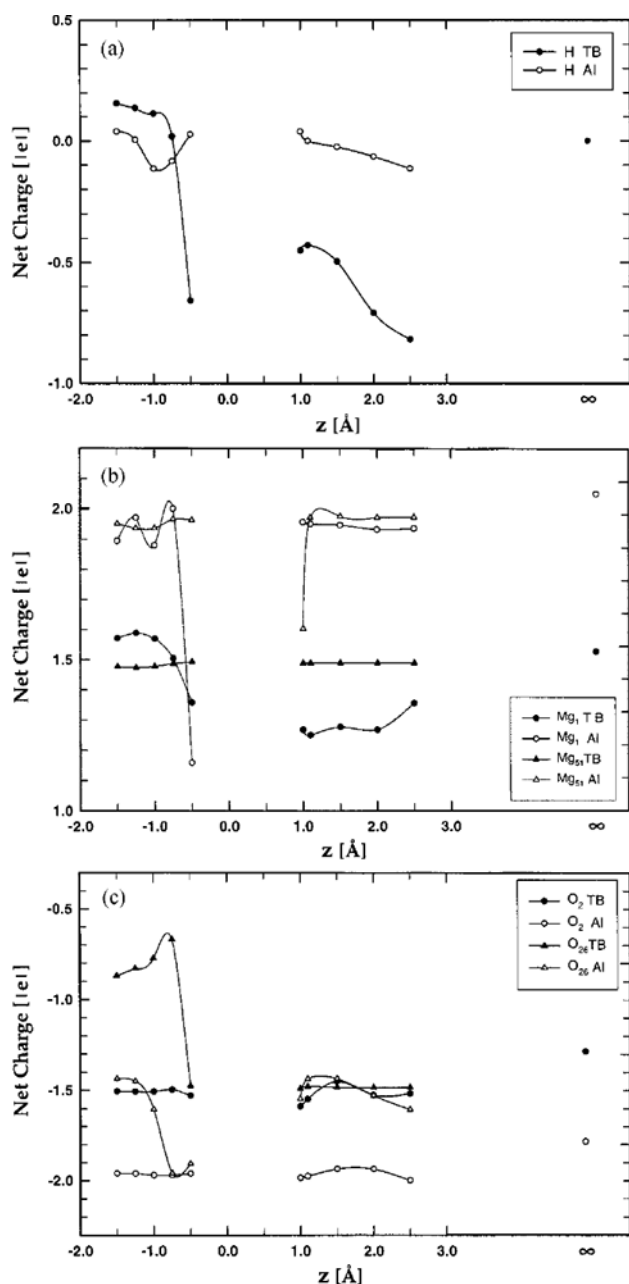 (a)
H TB
H AI
0.5
0.0
-0.5
-1.0
Net Charge [|e|]
-2.0 -1.0 0.0 1.0 2.0 3.0 ∞
z [Å]
(b)
2.0
1.5
1.0
Net Charge [|e|]
Mg₁ TB
Mg₁ AI
Mg₅₁TB
Mg₅₁ AI
-2.0 -1.0 0.0 1.0 2.0 3.0 ∞
z [Å]
(c)
O₂ TB
O₂ AI
O₂₆TB
O₂₆ AI
-0.5
-1.0
-1.5
-2.0
Net Charge [|e|]
-2.0 -1.0 0.0 1.0 2.0 3.0 ∞
z [Å]